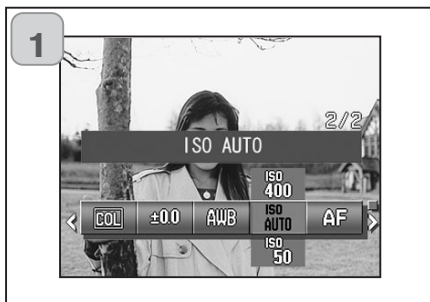 1
2/2
ISO AUTO
ISO
400
COL ±0.0 AWB ISO AUTO AF
ISO
50